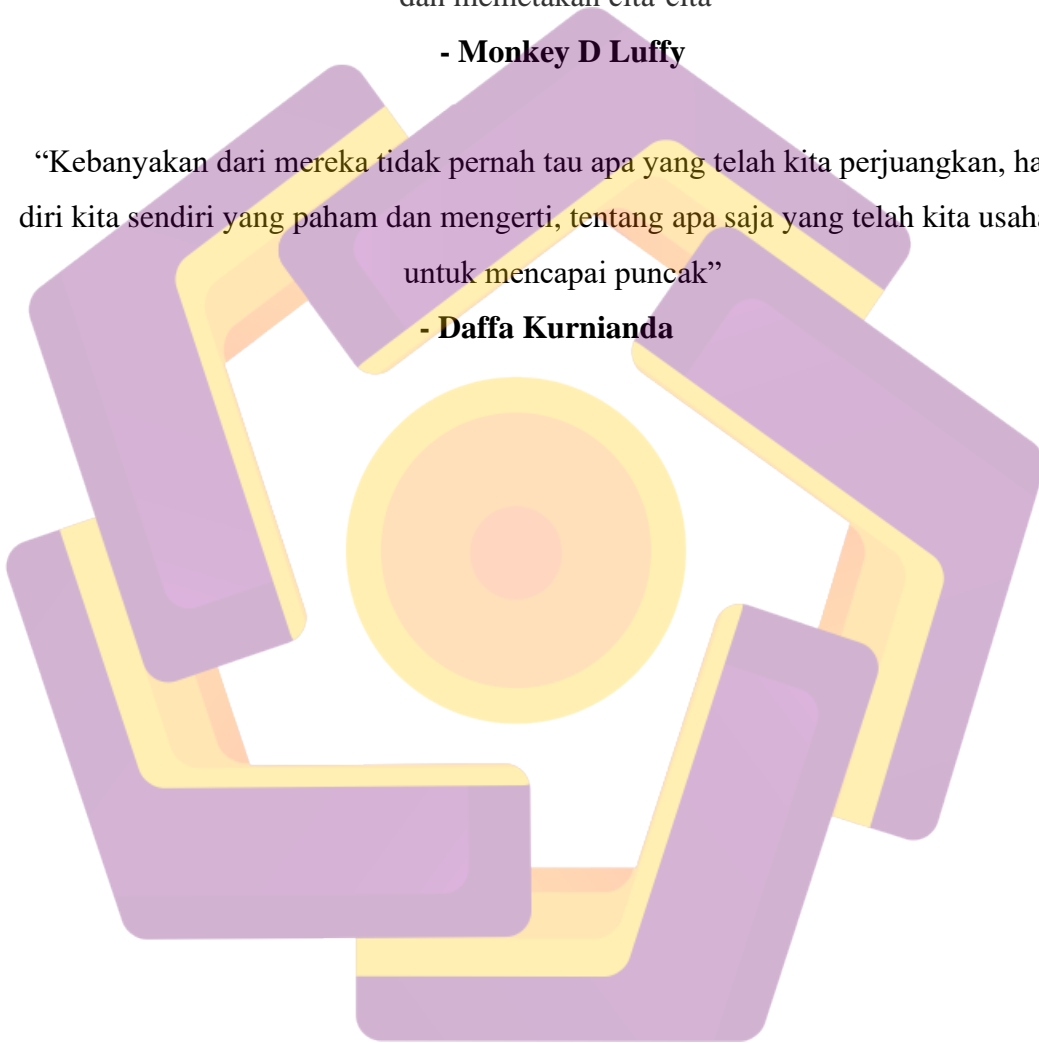 dan memetakan cita-cita
- Monkey D Luffy
“Kebanyakan dari mereka tidak pernah tau apa yang telah kita perjuangkan,
diri kita sendiri yang paham dan mengerti, tentang apa saja yang telah kita
untuk mencapai puncak”
- Daffa Kurnianda